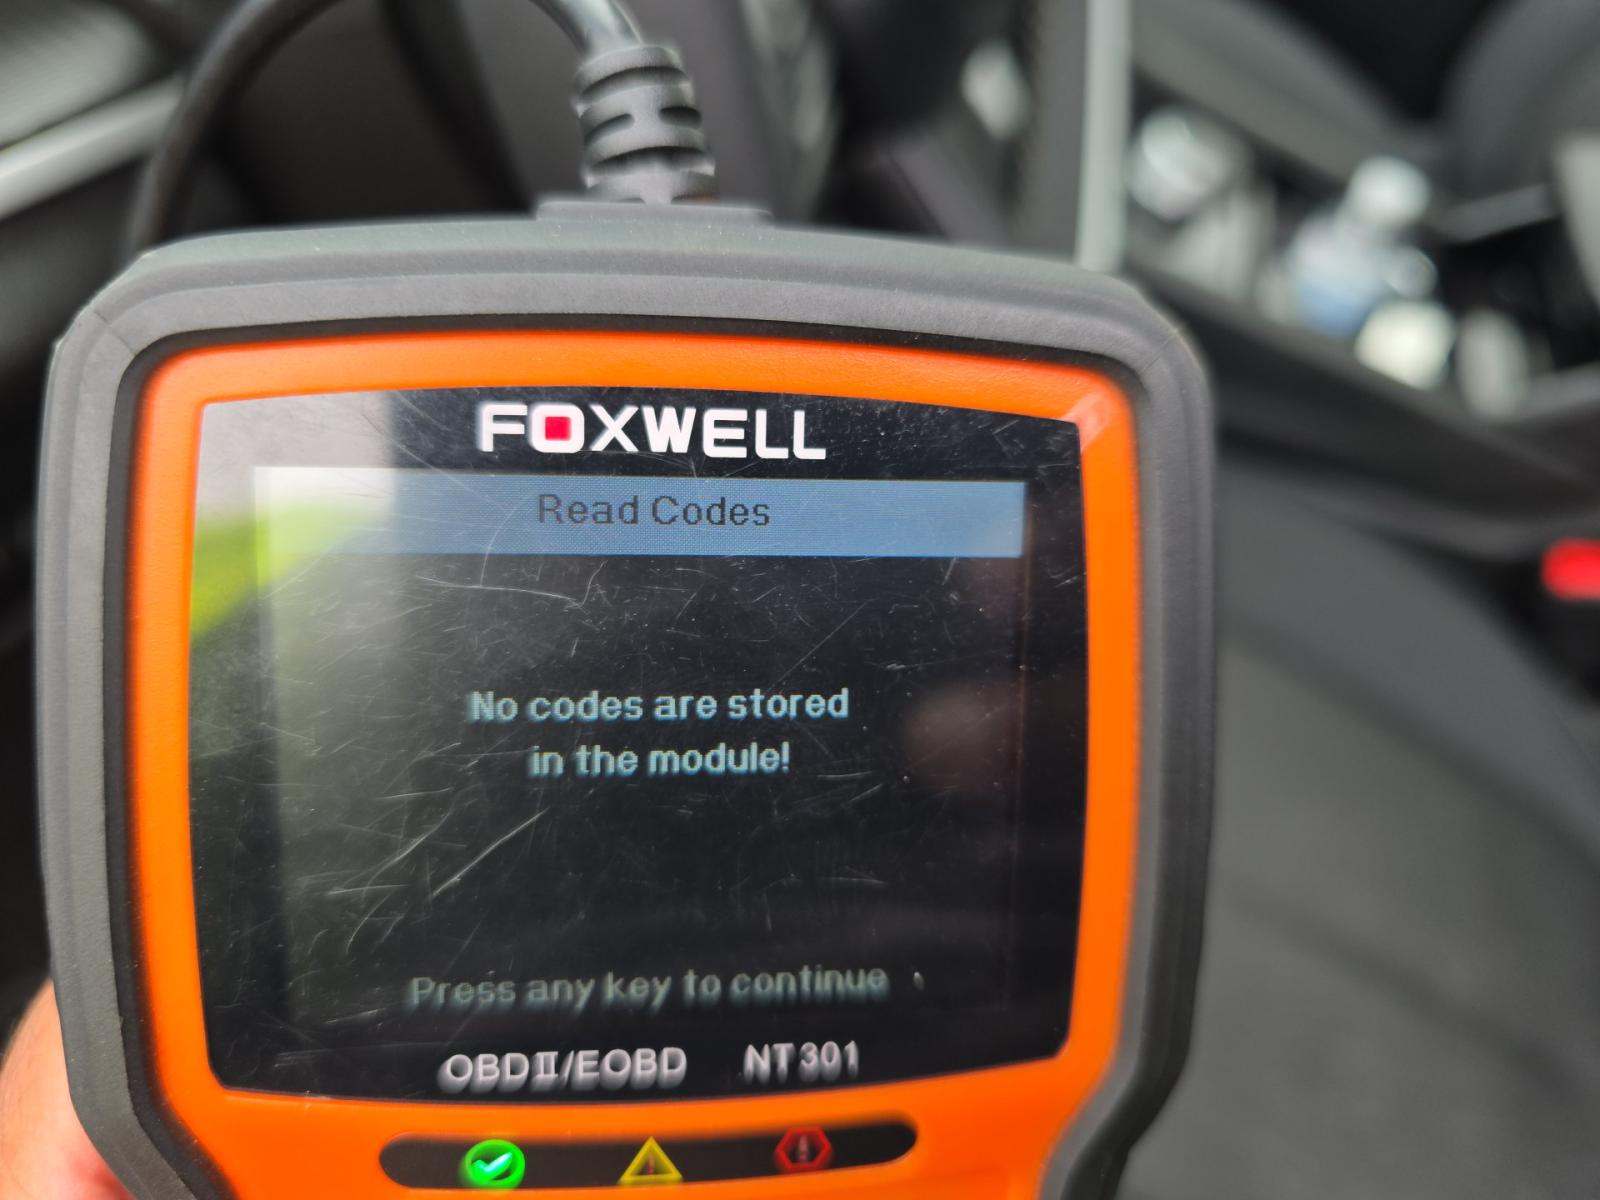 FOXWELL
Read Codes
No codes are stored
in the module!
Press any key to continue
OBDII/EOBD NT301